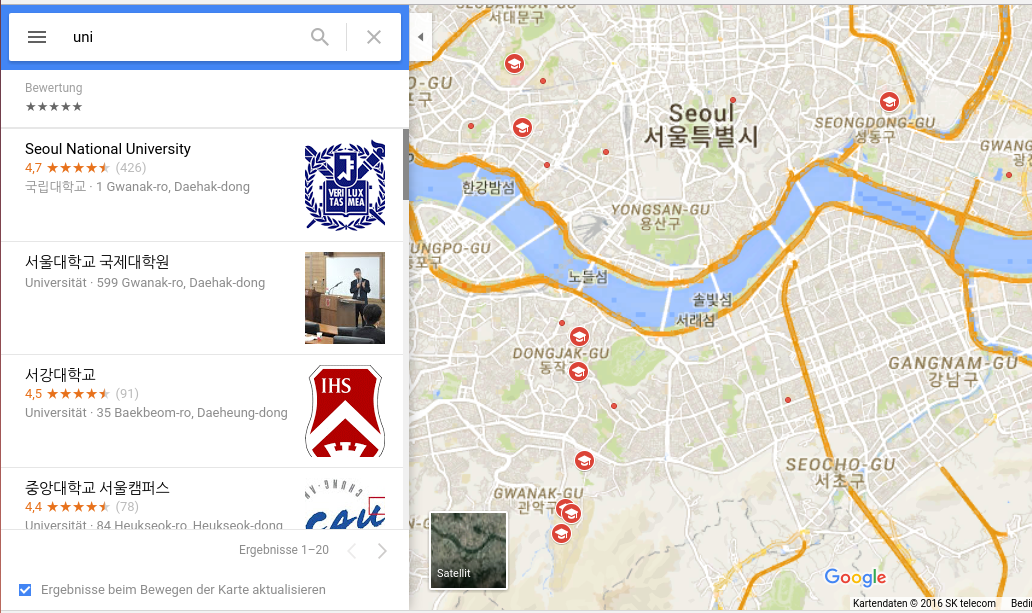 uni
Bewertung
★★★★★
Seoul National University
4,7 ★★★★★ (426)
국립대학교 · 1 Gwanak-ro, Daehak-dong
VERI LUX
TAS MEA
서울대학교 국제대학원
Universität · 599 Gwanak-ro, Daehak-dong
서강대학교
4,5 ★★★★★ (91)
Universität · 35 Baekbeom-ro, Daeheung-dong
IHS
중앙대학교 서울캠퍼스
4,4 ★★★★★ (78)
Universität · 84 Heukseok-ro, Heukseok-dong
CHUNG-A
CAU
Ergebnisse 1–20
Ergebnisse beim Bewegen der Karte aktualisieren
SEODAEMUN-GU
서대문구
O-GU
포구
Seoul
서울특별시
SEONGDONG-GU
성동구
GWANG
광
한강밤섬
YONGSAN-GU
용산구
UNGPO-GU
등포구
노들섬
솔빛섬
서래섬
DONGJAK-GU
동작
GANGNAM-GU
강남구
SEOCHO-GU
서초구
GWANAK-GU
관악구
Satellit
Google
Kartendaten © 2016 SK telecom
Bedi